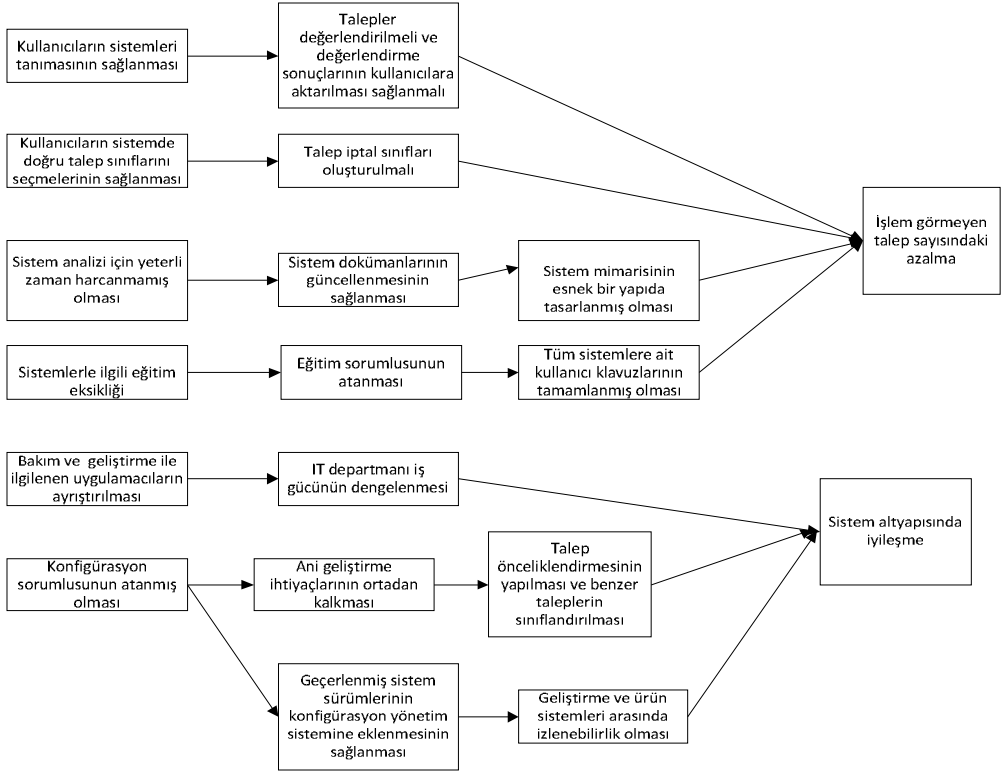 Kullanıcıların sistemleri
tanımasının sağlanması
Talepler
değerlendirilmeli ve
değerlendirme
sonuçlarının kullanıcılara
aktarılması sağlanmalı
Kullanıcıların sistemde
doğru talep sınıflarını
seçmelerinin sağlanması
Talep iptal sınıfları
oluşturulmalı
İşlem görmeyen
talep sayısındaki
azalma
Sistem analizi için yeterli
zaman harcanmamış
olması
Sistem dokümanlarının
güncellenmesinin
sağlanması
Sistem mimarisinin
esnek bir yapıda
tasarlanmış olması
Sistemlerle ilgili eğitim
eksikliği
Eğitim sorumlusunun
atanması
Tüm sistemlere ait
kullanıcı klavuzlarının
tamamlanmış olması
Bakım ve  geliştirme ile
ilgilenen uygulamacıların
ayrıştırılması
IT departmanı iş
gücünün dengelenmesi
Sistem altyapısında
iyileşme
Konfigürasyon
sorumlusunun atanmış
olması
Ani geliştirme
ihtiyaçlarının ortadan
kalkması
Talep
önceliklendirmesinin
yapılması ve benzer
taleplerin
sınıflandırılması
Geçerlenmiş sistem
sürümlerinin
konfigürasyon yönetim
sistemine eklenmesinin
sağlanması
Geliştirme ve ürün
sistemleri arasında
izlenebilirlik olması